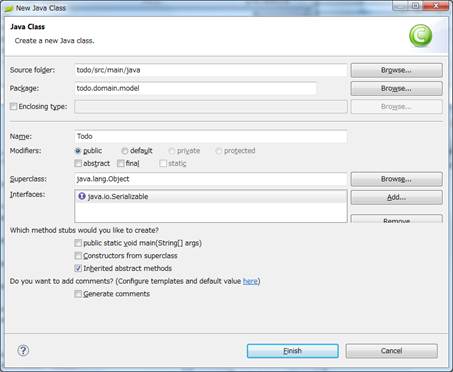 New Java Class
Java Class
Create a new Java class.
Source folder: todo/src/main/java Browse...
Package: todo.domain.model Browse...
Enclosing type: Browse...
Name: Todo
Modifiers: public default private protected
abstract final static
Superclass: java.lang.Object Browse...
Interfaces: java.io.Serializable Add...
Remove
Which method stubs would you like to create?
public static void main(String[] args)
Constructors from superclass
Inherited abstract methods
Do you want to add comments? (Configure templates and default value here)
Generate comments
? Finish Cancel